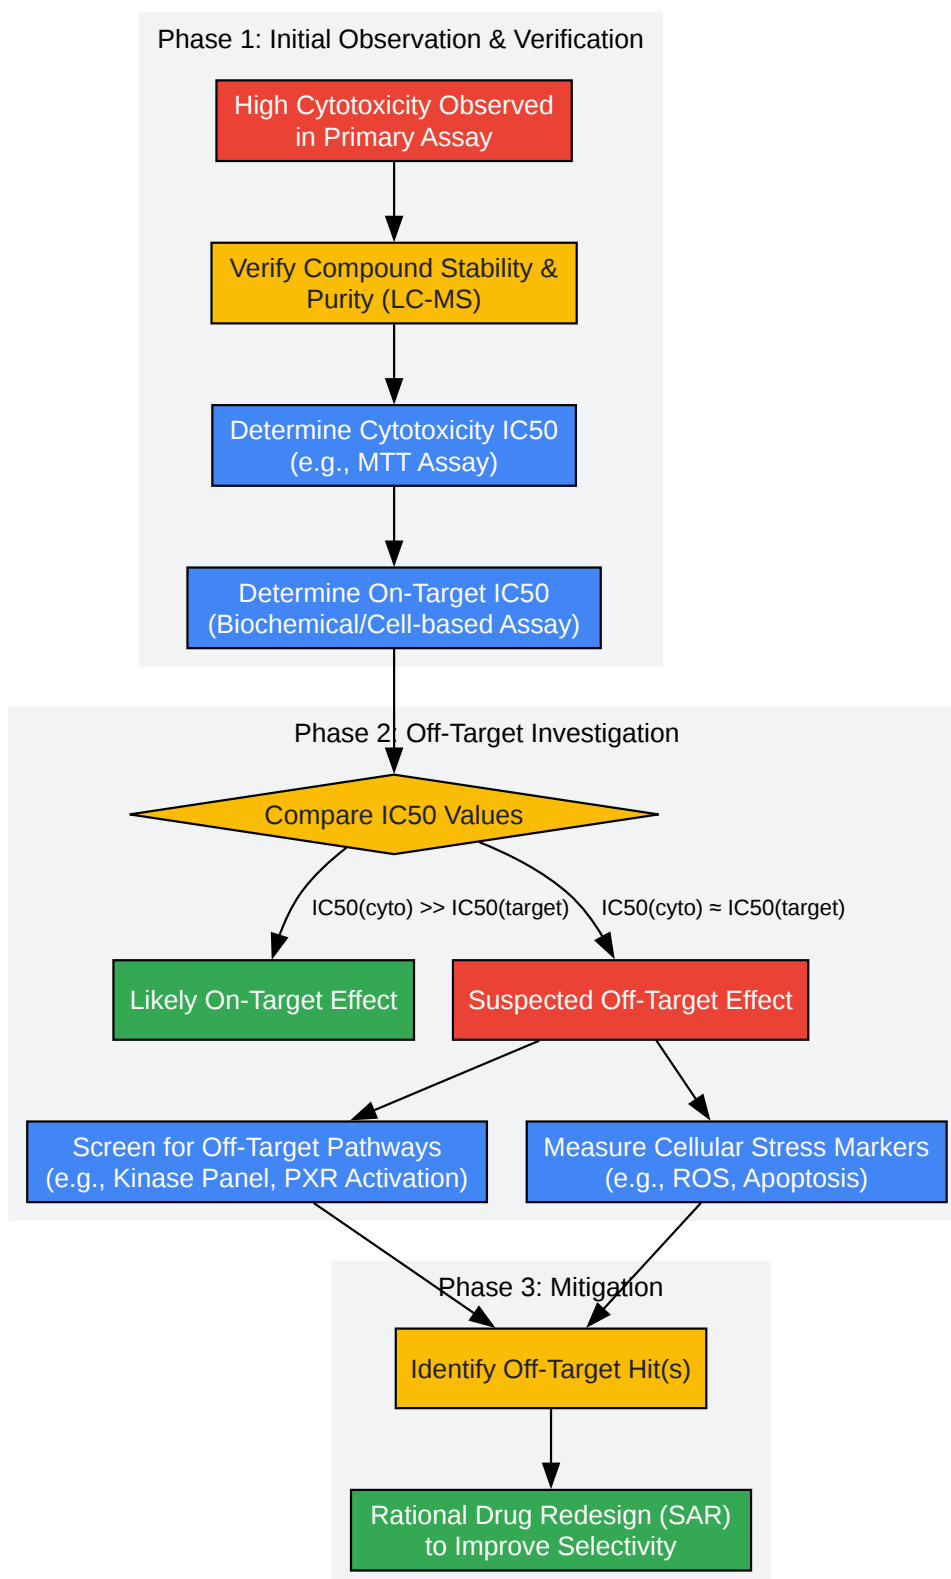 Phase 1: Initial Observation & Verification
High Cytotoxicity Observed
in Primary Assay
Verify Compound Stability &
Purity (LC-MS)
Determine Cytotoxicity IC50
(e.g., MTT Assay)
Determine On-Target IC50
(Biochemical/Cell-based Assay)
Phase 2: Off-Target Investigation
Compare IC50 Values
IC50(cyto) >> IC50(target)
IC50(cyto) ≈ IC50(target)
Likely On-Target Effect
Suspected Off-Target Effect
Screen for Off-Target Pathways
(e.g., Kinase Panel, PXR Activation)
Measure Cellular Stress Markers
(e.g., ROS, Apoptosis)
Phase 3: Mitigation
Identify Off-Target Hit(s)
Rational Drug Redesign (SAR)
to Improve Selectivity